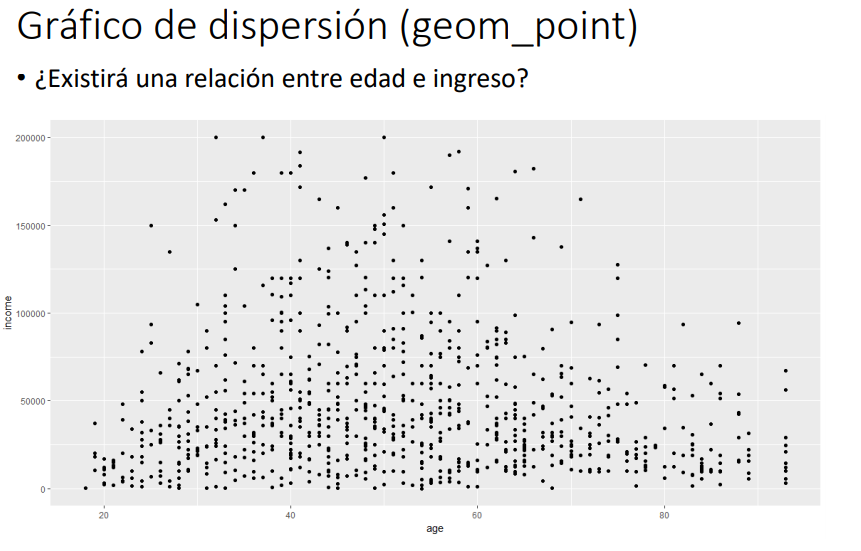 Gráfico de dispersión (geom_point)
• ¿Existirá una relación entre edad e ingreso?
200000
150000
100000
50000
0
income
20
40
60
80
age